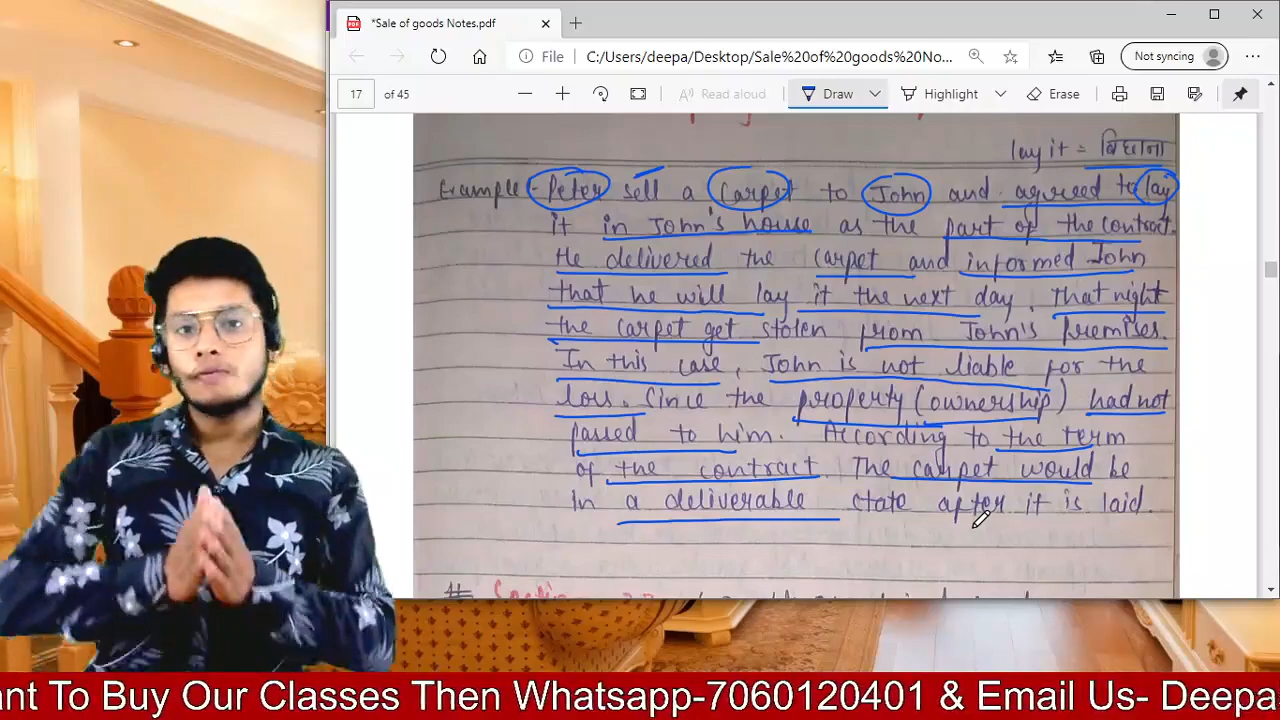 *Sale of goods Notes.pdf
File
C:/Users/deepa/Desktop/Sale%20of%20goods%20No...
Not syncing
17 of 45
Read aloud
Draw
Highlight
Erase
lay it = बिछाना
Example - Peter sell a Carpet to John and agreed to lay
it in John's house as the part of the contract.
He delivered the carpet and informed John
that he will lay it the next day, That night
the carpet get stolen from John's premises.
In this case, John is not liable for the
loss. Cince the property (ownership) had not
passed to him. According to the term
of the contract. The carpet would be
in a deliverable state after it is laid.
ant To Buy Our Classes Then Whatsapp-7060120401 & Email Us- Deepa